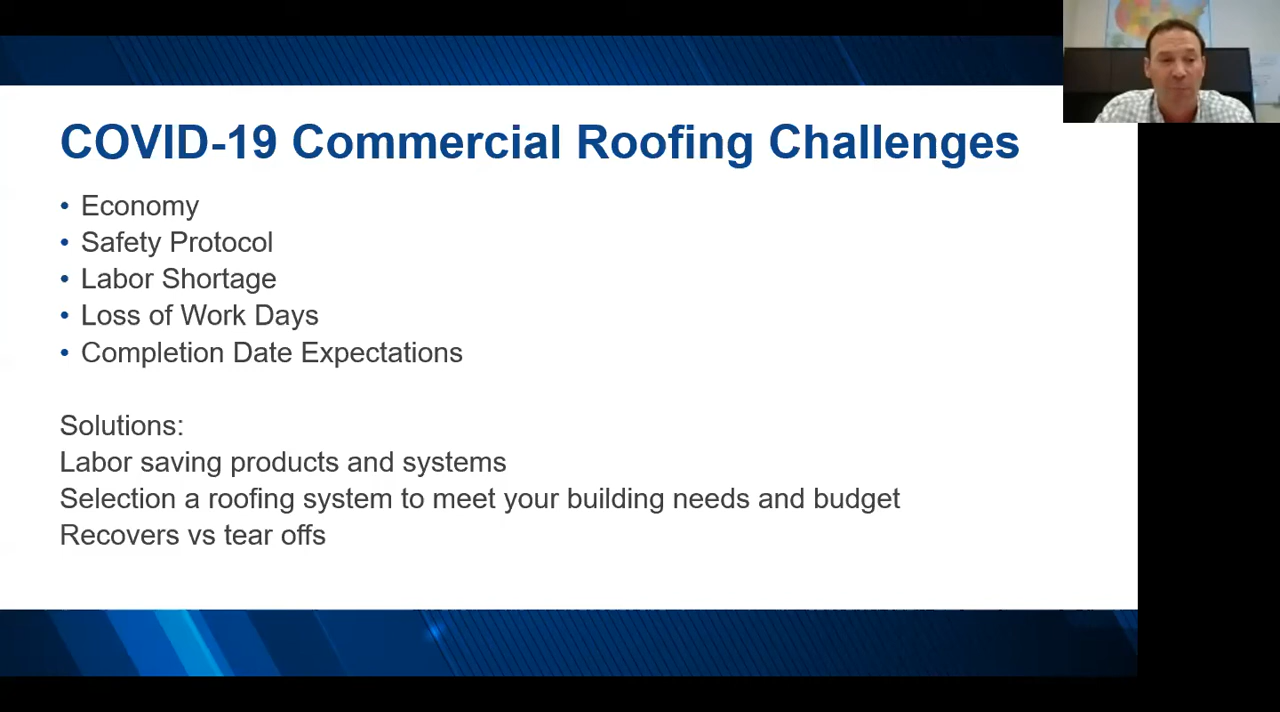 COVID-19 Commercial Roofing Challenges
• Economy
• Safety Protocol
• Labor Shortage
• Loss of Work Days
• Completion Date Expectations
Solutions:
Labor saving products and systems
Selection a roofing system to meet your building needs and budget
Recovers vs tear offs